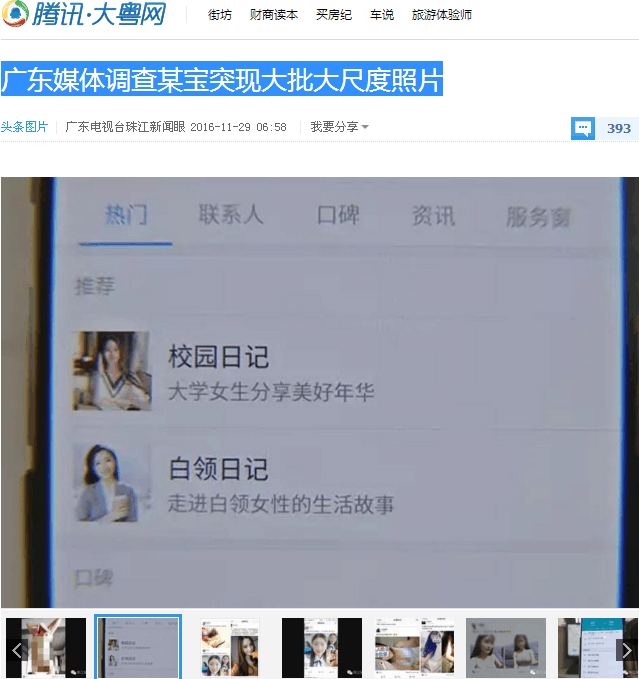 腾讯·大粤网
街坊 财商读本 买房纪 车说 旅游体验师
广东媒体调查某宝突现大批大尺度照片
头条图片 广东电视台珠江新闻眼 2016-11-29 06:58 我要分享 393
热门 联系人 口碑 资讯 服务窗
推荐
校园日记
大学女生分享美好年华
白领日记
走进白领女性的生活故事
口碑